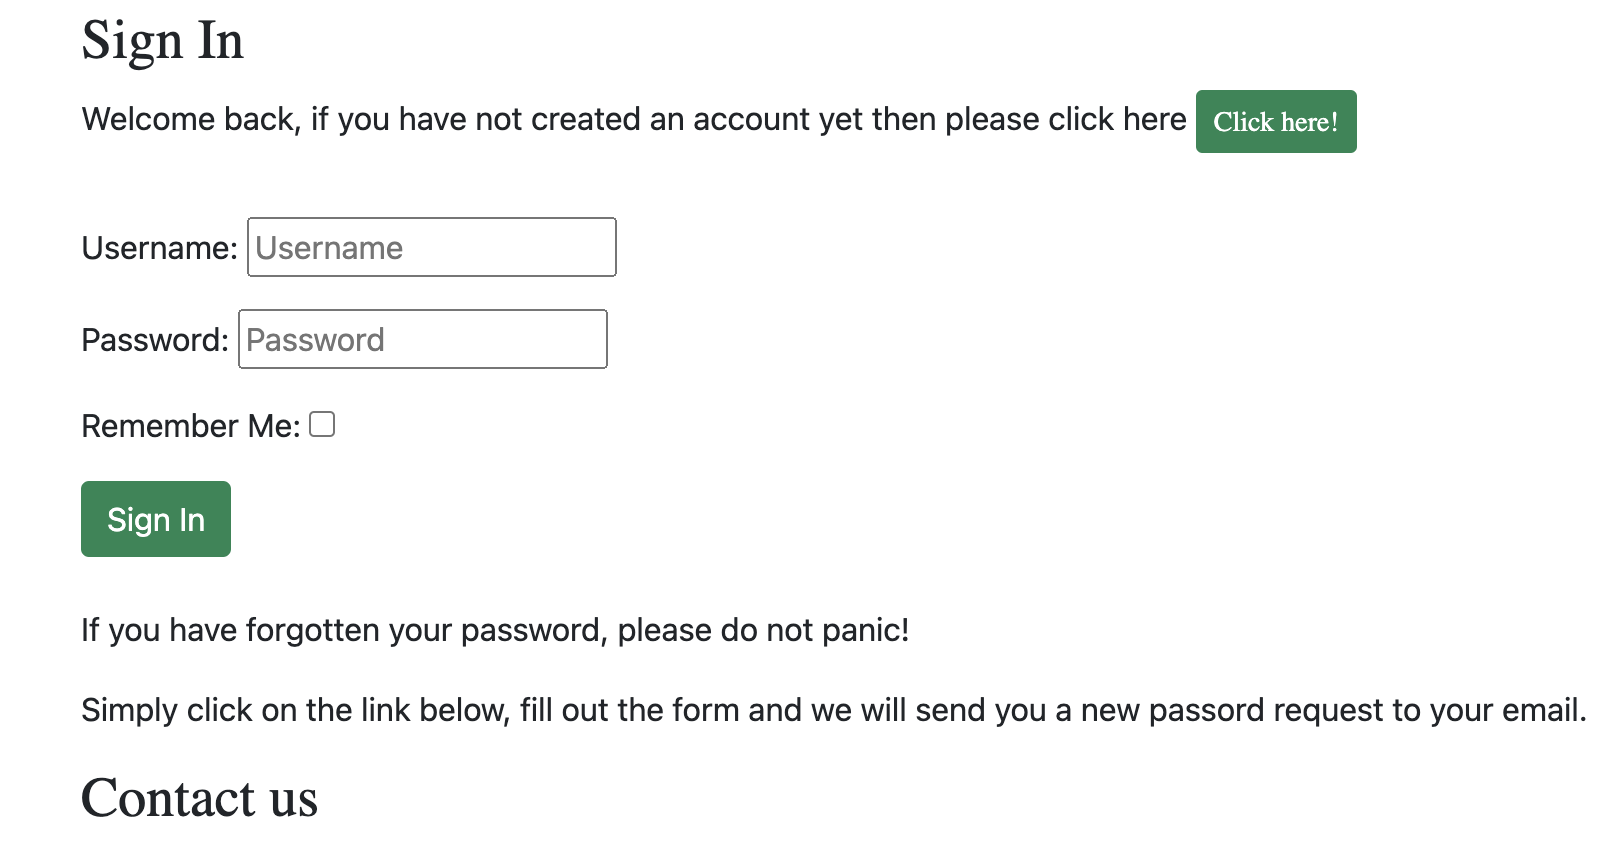 Sign In
Welcome back, if you have not created an account yet then please click here Click here!
Username: Username
Password: Password
Remember Me:
Sign In
If you have forgotten your password, please do not panic!
Simply click on the link below, fill out the form and we will send you a new passord request to your email.
Contact us